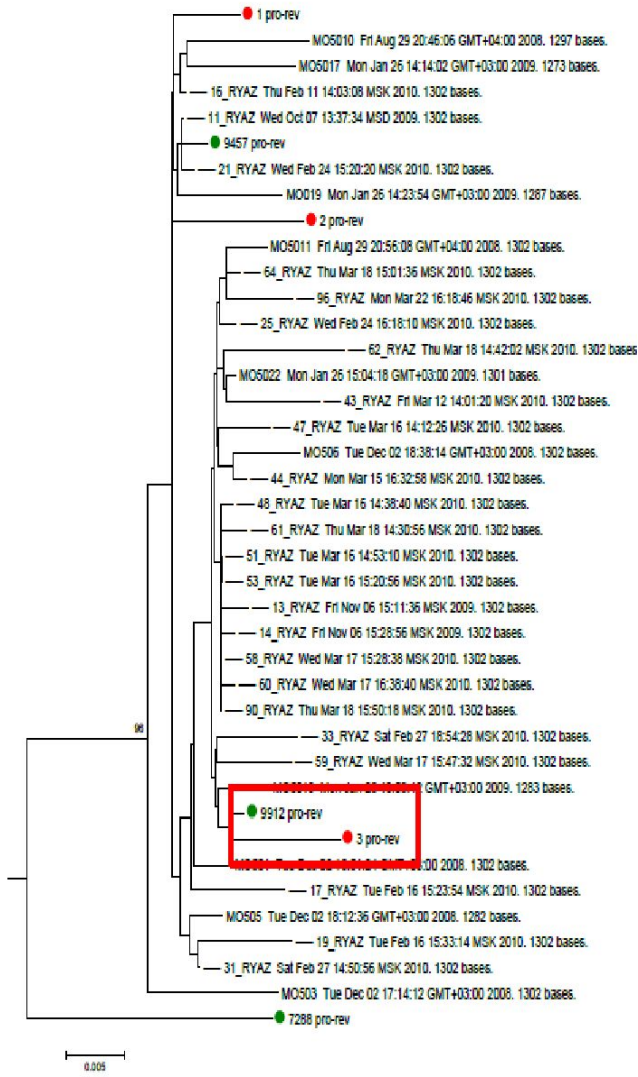 1 pro-rev
MO5010 Fri Aug 29 20:46:06 GMT+04:00 2008. 1297 bases.
MO5017 Mon Jan 26 14:14:02 GMT+03:00 2009. 1273 bases.
16_RYAZ Thu Feb 11 14:03:08 MSK 2010. 1302 bases.
11_RYAZ Wed Oct 07 13:37:34 MSD 2009. 1302 bases.
9457 pro-rev
21_RYAZ Wed Feb 24 15:20:20 MSK 2010. 1302 bases.
MO019 Mon Jan 26 14:23:54 GMT+03:00 2009. 1287 bases.
2 pro-rev
MO5011 Fri Aug 29 20:56:08 GMT+04:00 2008. 1302 bases.
64_RYAZ Thu Mar 18 15:01:36 MSK 2010. 1302 bases.
96_RYAZ Mon Mar 22 16:18:46 MSK 2010. 1302 bases.
25_RYAZ Wed Feb 24 16:18:10 MSK 2010. 1302 bases.
62_RYAZ Thu Mar 18 14:42:02 MSK 2010. 1302 bases
MO5022 Mon Jan 26 15:04:18 GMT+03:00 2009. 1301 bases.
43_RYAZ Fri Mar 12 14:01:20 MSK 2010. 1302 bases.
47_RYAZ Tue Mar 16 14:12:26 MSK 2010. 1302 bases.
MO506 Tue Dec 02 18:38:14 GMT+03:00 2008. 1302 bases.
44_RYAZ Mon Mar 15 16:32:58 MSK 2010. 1302 bases.
48_RYAZ Tue Mar 16 14:38:40 MSK 2010. 1302 bases.
61_RYAZ Thu Mar 18 14:30:56 MSK 2010. 1302 bases.
51_RYAZ Tue Mar 16 14:53:10 MSK 2010. 1302 bases.
53_RYAZ Tue Mar 16 15:20:56 MSK 2010. 1302 bases.
13_RYAZ Fri Nov 06 15:11:36 MSK 2009. 1302 bases.
14_RYAZ Fri Nov 06 15:28:56 MSK 2009. 1302 bases.
58_RYAZ Wed Mar 17 15:28:38 MSK 2010. 1302 bases.
60_RYAZ Wed Mar 17 16:38:40 MSK 2010. 1302 bases.
90_RYAZ Thu Mar 18 15:50:18 MSK 2010. 1302 bases.
98
33_RYAZ Sat Feb 27 18:54:28 MSK 2010. 1302 bases.
59_RYAZ Wed Mar 17 15:47:32 MSK 2010. 1302 bases.
GMT+03:00 2009. 1283 bases.
9912 pro-rev
3 pro-rev
2008. 1302 bases.
17_RYAZ Tue Feb 16 15:23:54 MSK 2010. 1302 bases.
MO505 Tue Dec 02 18:12:36 GMT+03:00 2008. 1282 bases.
19_RYAZ Tue Feb 16 15:33:14 MSK 2010. 1302 bases.
31_RYAZ Sat Feb 27 14:50:56 MSK 2010. 1302 bases.
MO503 Tue Dec 02 17:14:12 GMT+03:00 2008. 1302 bases.
7288 pro-rev
0.005